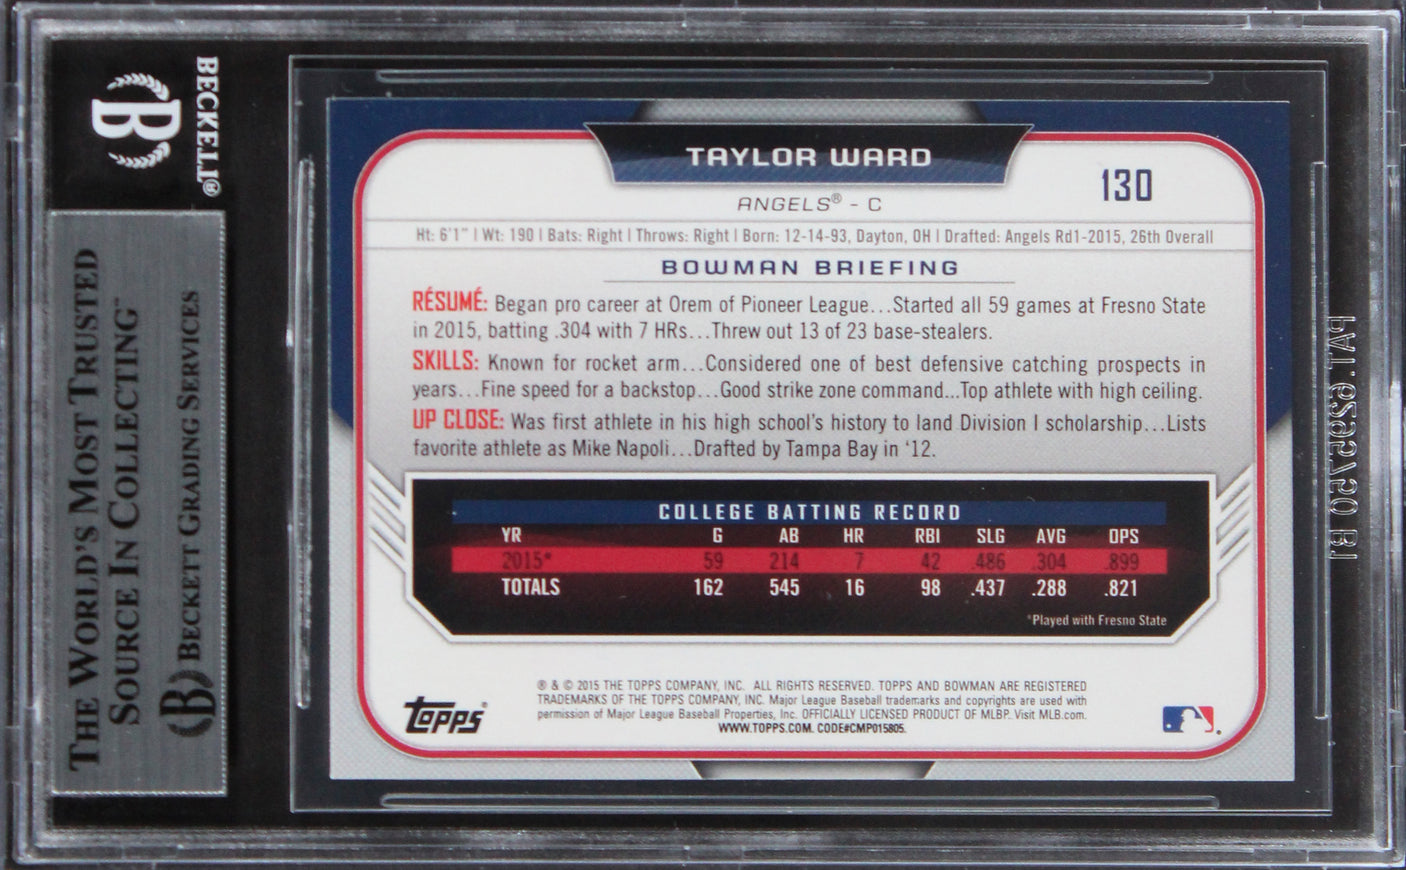 BECKETT®
B
THE WORLD'S MOST TRUSTED
SOURCE IN COLLECTING™
B BECKETT GRADING SERVICES
TAYLOR WARD
130
ANGELS® - C
Ht: 6'1" | Wt: 190 | Bats: Right | Throws: Right | Born: 12-14-93, Dayton, OH | Drafted: Angels Rd1-2015, 26th Overall
BOWMAN BRIEFING
RÉSUMÉ: Began pro career at Orem of Pioneer League...Started all 59 games at Fresno State
in 2015, batting .304 with 7 HRs...Threw out 13 of 23 base-stealers.
SKILLS: Known for rocket arm...Considered one of best defensive catching prospects in
years...Fine speed for a backstop...Good strike zone command...Top athlete with high ceiling.
UP CLOSE: Was first athlete in his high school's history to land Division I scholarship...Lists
favorite athlete as Mike Napoli...Drafted by Tampa Bay in '12.
COLLEGE BATTING RECORD
YR G AB HR RBI SLG AVG OPS
2015* 59 214 7 42 .486 .304 .899
TOTALS 162 545 16 98 .437 .288 .821
*Played with Fresno State
topps®
® & © 2015 THE TOPPS COMPANY, INC. ALL RIGHTS RESERVED. TOPPS AND BOWMAN ARE REGISTERED
TRADEMARKS OF THE TOPPS COMPANY, INC. Major League Baseball trademarks and copyrights are used with
permission of Major League Baseball Properties, Inc. OFFICIALLY LICENSED PRODUCT OF MLBP. Visit MLB.com.
WWW.TOPPS.COM. CODE#CMP015805.